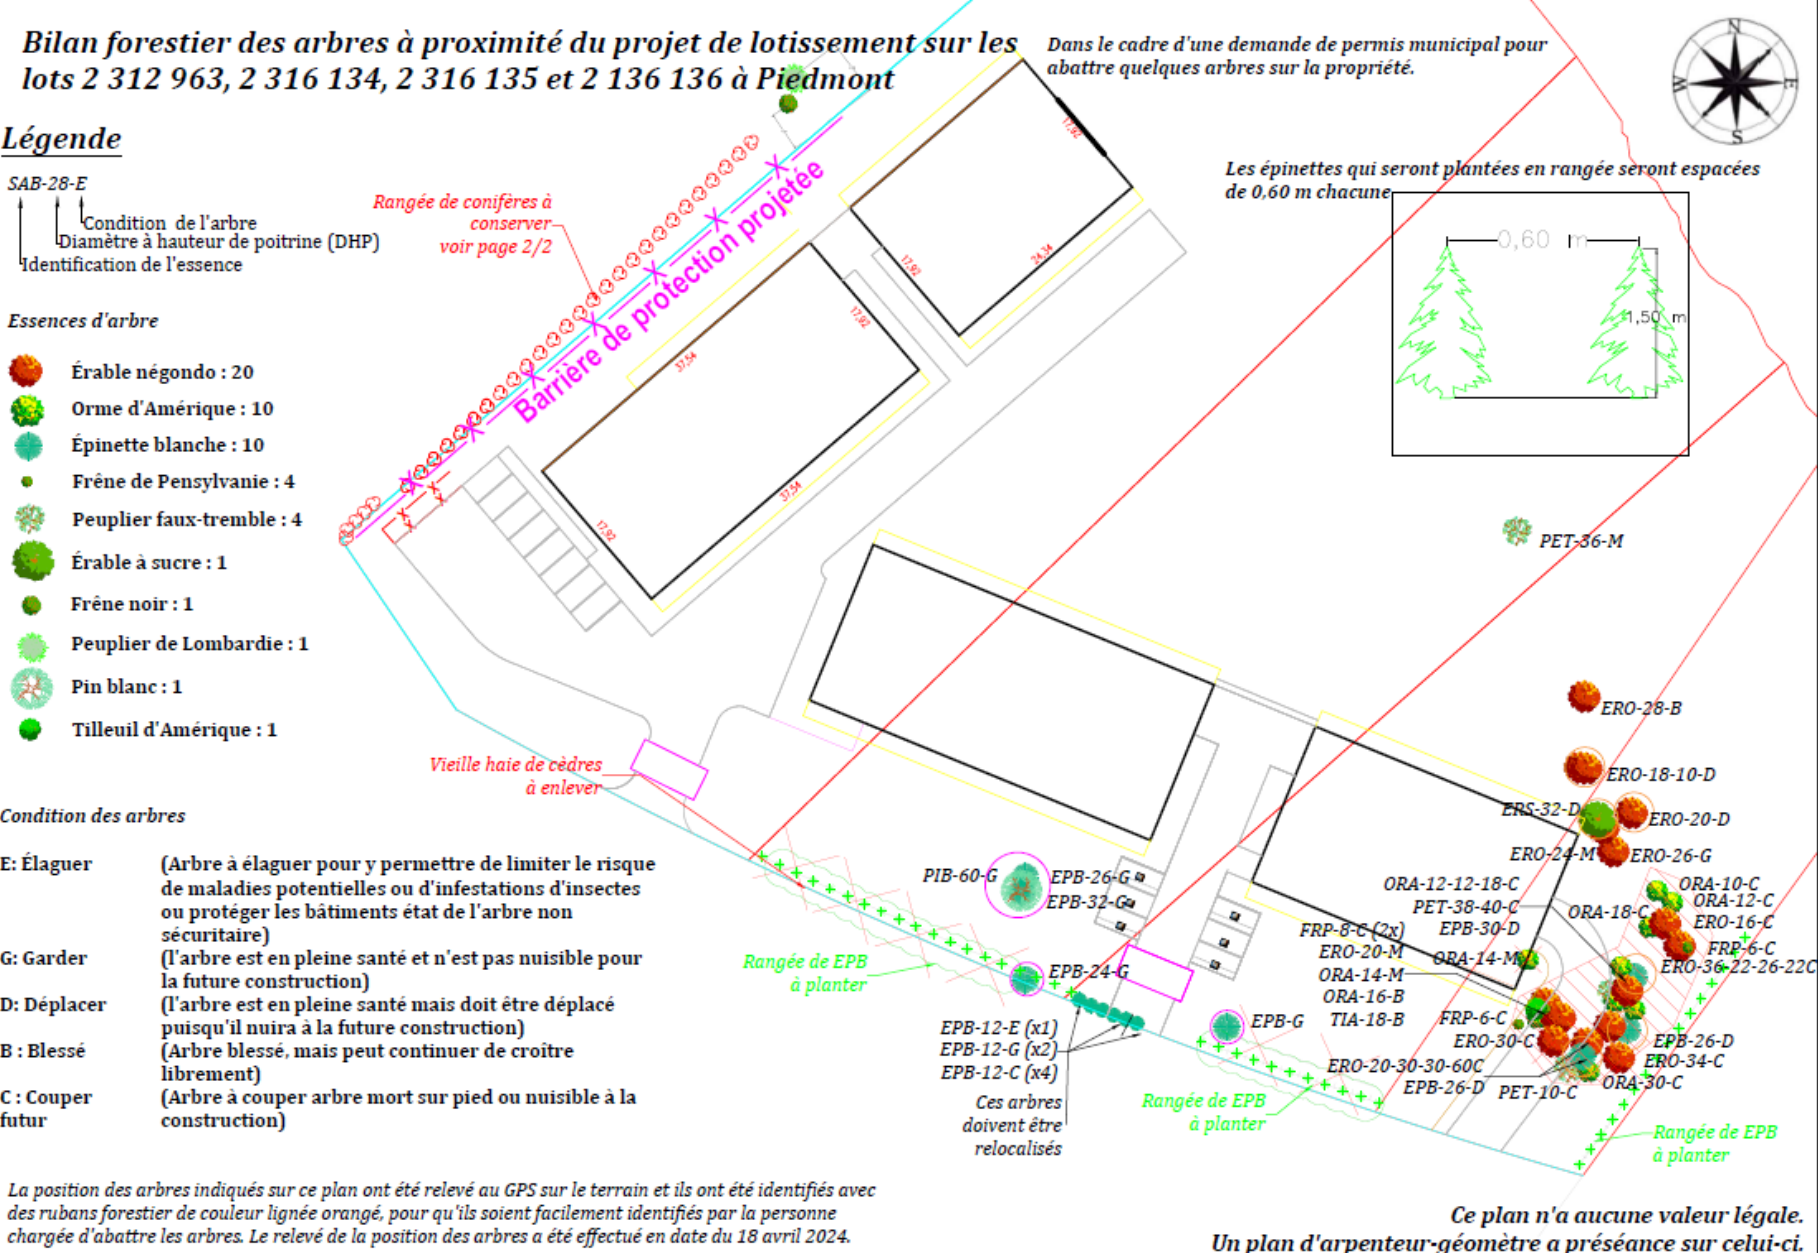 Bilan forestier des arbres à proximité du projet de lotissement sur les
lots 2 312 963, 2 316 134, 2 316 135 et 2 136 136 à Piedmont
Dans le cadre d'une demande de permis municipal pour
abattre quelques arbres sur la propriété.
N
E
S
W
Légende
SAB-28-E
Condition de l'arbre
Diamètre à hauteur de poitrine (DHP)
Identification de l'essence
Rangée de conifères à
conserver
voir page 2/2
Barrière de protection projetée
Les épinettes qui seront plantées en rangée seront espacées
de 0,60 m chacune
0,60 m
1,50 m
17,92
17,92
24,34
17,92
37,54
37,54
17,92
Essences d'arbre
Érable négondo : 20
Orme d'Amérique : 10
Épinette blanche : 10
Frêne de Pensylvanie : 4
Peuplier faux-tremble : 4
Érable à sucre : 1
Frêne noir : 1
Peuplier de Lombardie : 1
Pin blanc : 1
Tilleuil d'Amérique : 1
Vieille haie de cèdres
à enlever
PET-36-M
ERO-28-B
ERO-18-10-D
ERS-32-D
ERO-20-D
ERO-24-M
ERO-26-G
ORA-12-12-18-C
PET-38-40-C
EPB-30-D
ORA-10-C
ORA-12-C
ORA-18-C
ERO-16-C
FRP-8-C (2x)
ERO-20-M
ORA-14-M
ORA-16-B
TIA-18-B
ORA-14-M
FRP-6-C
ERO-36-22-26-22C
FRP-6-C
ERO-30-C
EPB-26-D
ERO-34-C
ERO-20-30-30-60C
EPB-26-D
PET-10-C
ORA-30-C
PIB-60-G
EPB-26-G
EPB-32-G
EPB-24-G
EPB-G
Rangée de EPB
à planter
EPB-12-E (x1)
EPB-12-G (x2)
EPB-12-C (x4)
Ces arbres
doivent être
relocalisés
Rangée de EPB
à planter
Rangée de EPB
à planter
Condition des arbres
E: Élaguer (Arbre à élaguer pour y permettre de limiter le risque
de maladies potentielles ou d'infestations d'insectes
ou protéger les bâtiments état de l'arbre non
sécuritaire)
G: Garder (l'arbre est en pleine santé et n'est pas nuisible pour
la future construction)
D: Déplacer (l'arbre est en pleine santé mais doit être déplacé
puisqu'il nuira à la future construction)
B : Blessé (Arbre blessé, mais peut continuer de croître
librement)
C : Couper (Arbre à couper arbre mort sur pied ou nuisible à la
futur construction)
La position des arbres indiqués sur ce plan ont été relevé au GPS sur le terrain et ils ont été identifiés avec
des rubans forestier de couleur lignée orangé, pour qu'ils soient facilement identifiés par la personne
chargée d'abattre les arbres. Le relevé de la position des arbres a été effectué en date du 18 avril 2024.
Ce plan n'a aucune valeur légale.
Un plan d'arpenteur-géomètre a préséance sur celui-ci.